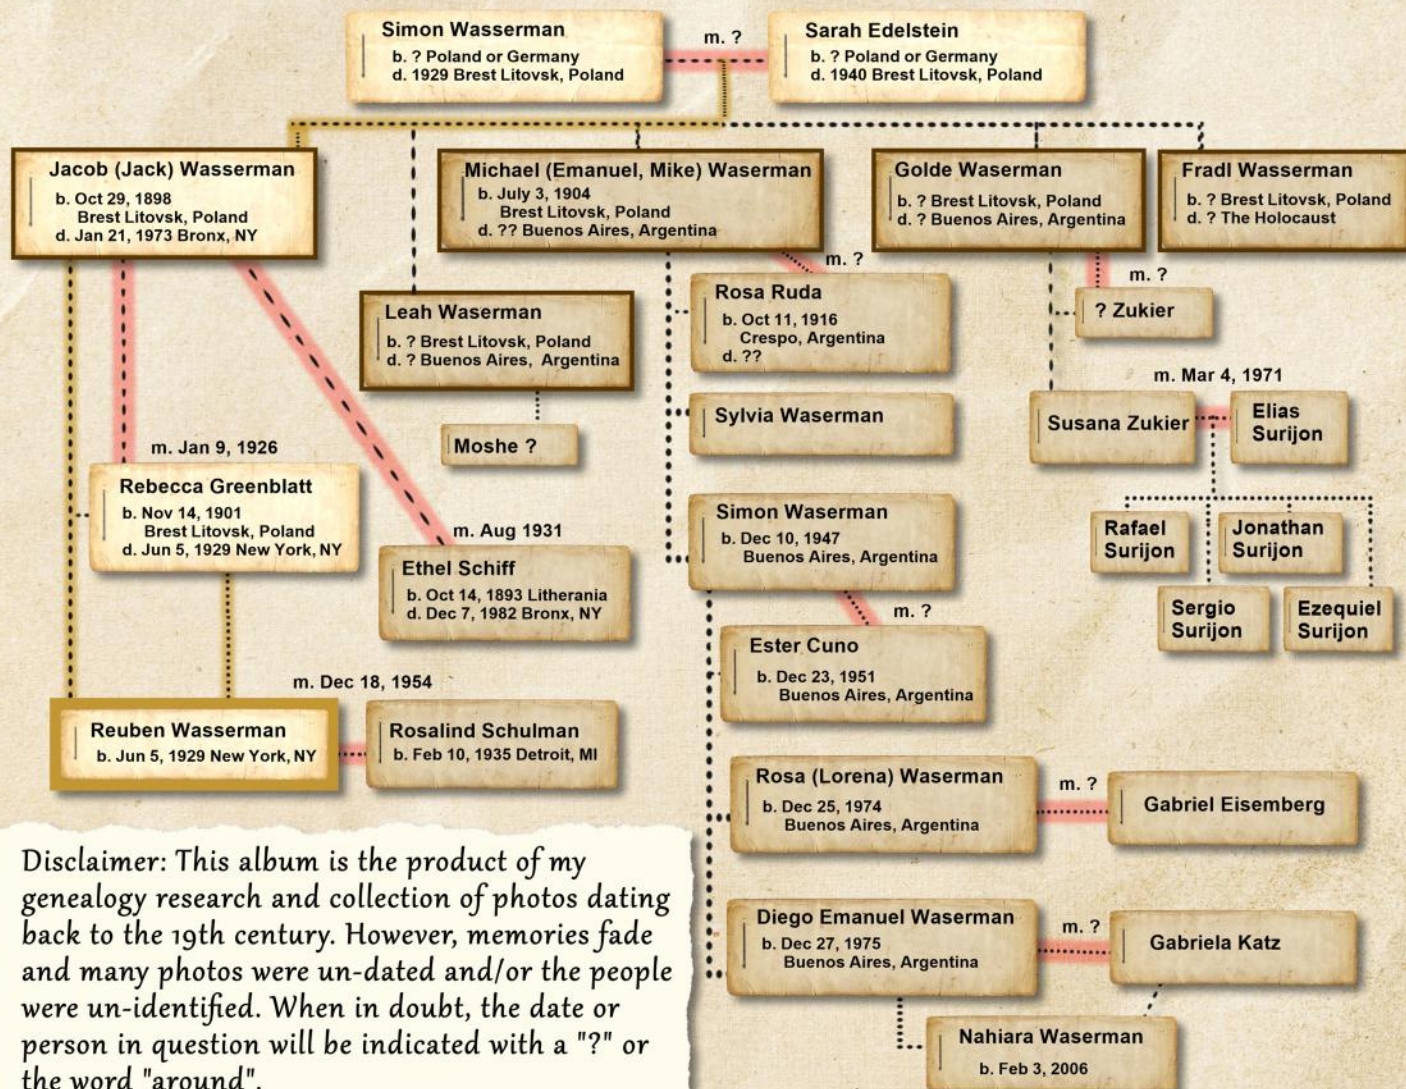 Simon Wasserman
b. ? Poland or Germany
d. 1929 Brest Litovsk, Poland
m. ?
Sarah Edelstein
b. ? Poland or Germany
d. 1940 Brest Litovsk, Poland
Jacob (Jack) Wasserman
b. Oct 29, 1898
Brest Litovsk, Poland
d. Jan 21, 1973 Bronx, NY
Michael (Emanuel, Mike) Waserman
b. July 3, 1904
Brest Litovsk, Poland
d. ?? Buenos Aires, Argentina
Golde Waserman
b. ? Brest Litovsk, Poland
d. ? Buenos Aires, Argentina
Fradl Wasserman
b. ? Brest Litovsk, Poland
d. ? The Holocaust
m. ?
m. ?
Leah Waserman
b. ? Brest Litovsk, Poland
d. ? Buenos Aires, Argentina
Rosa Ruda
b. Oct 11, 1916
Crespo, Argentina
d. ??
? Zukier
Moshe ?
Sylvia Waserman
m. Mar 4, 1971
Susana Zukier
Elias
Surijon
m. Jan 9, 1926
Rebecca Greenblatt
b. Nov 14, 1901
Brest Litovsk, Poland
d. Jun 5, 1929 New York, NY
m. Aug 1931
Ethel Schiff
b. Oct 14, 1893 Litherania
d. Dec 7, 1982 Bronx, NY
Simon Waserman
b. Dec 10, 1947
Buenos Aires, Argentina
Rafael
Surijon
Jonathan
Surijon
Sergio
Surijon
Ezequiel
Surijon
m. ?
Ester Cuno
b. Dec 23, 1951
Buenos Aires, Argentina
m. Dec 18, 1954
Reuben Wasserman
b. Jun 5, 1929 New York, NY
Rosalind Schulman
b. Feb 10, 1935 Detroit, MI
Rosa (Lorena) Waserman
b. Dec 25, 1974
Buenos Aires, Argentina
m. ?
Gabriel Eisemberg
Diego Emanuel Waserman
b. Dec 27, 1975
Buenos Aires, Argentina
m. ?
Gabriela Katz
Nahiara Waserman
b. Feb 3, 2006
Disclaimer: This album is the product of my
genealogy research and collection of photos dating
back to the 19th century. However, memories fade
and many photos were un-dated and/or the people
were un-identified. When in doubt, the date or
person in question will be indicated with a "?" or
the word "around".